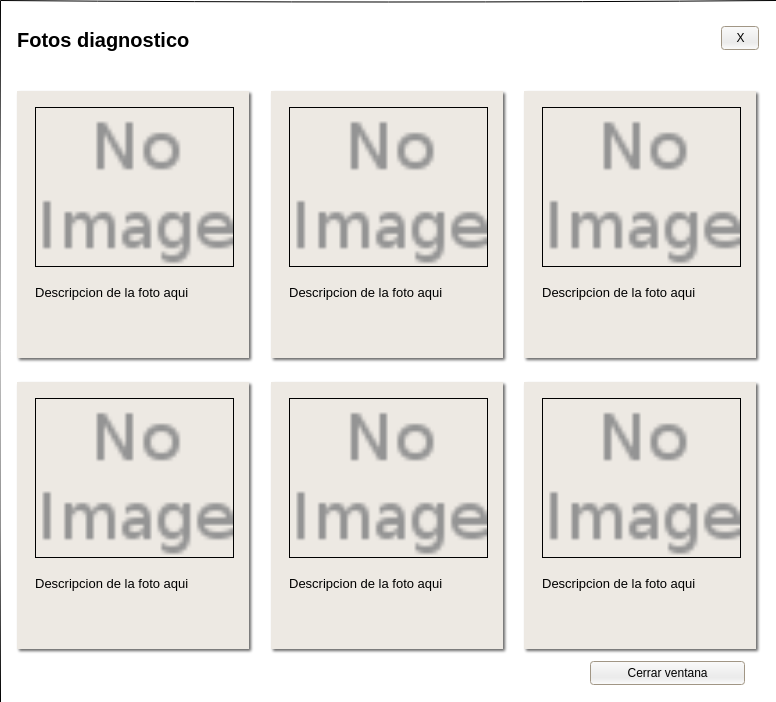 Fotos diagnostico
X
No
Image
No
Image
No
Image
Descripcion de la foto aqui
Descripcion de la foto aqui
Descripcion de la foto aqui
No
Image
No
Image
No
Image
Descripcion de la foto aqui
Descripcion de la foto aqui
Descripcion de la foto aqui
Cerrar ventana